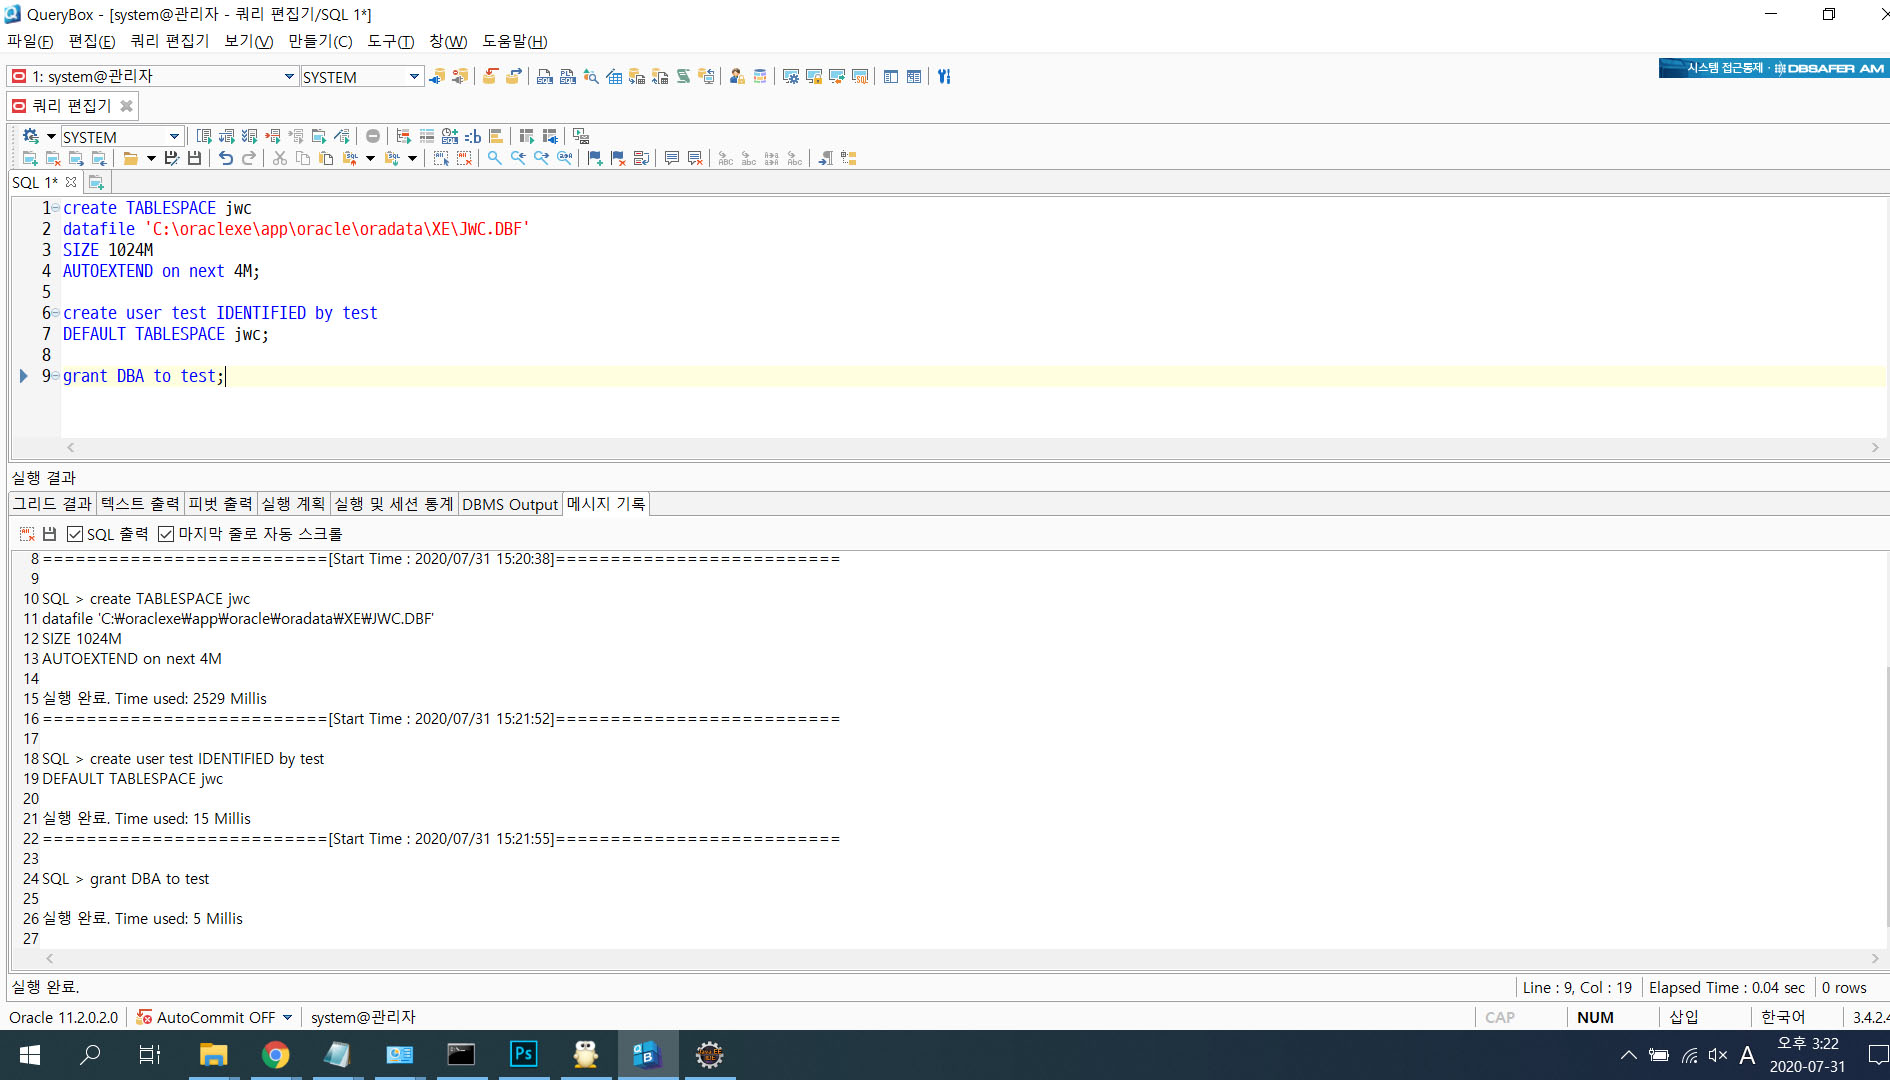 QueryBox - [system@관리자 - 쿼리 편집기/SQL 1*]
파일(F) 편집(E) 쿼리 편집기 보기(V) 만들기(C) 도구(T) 창(W) 도움말(H)
1: system@관리자 SYSTEM
시스템 접근통제 · DBSAFER AM
쿼리 편집기
SYSTEM
SQL 1*
1 create TABLESPACE jwc
2 datafile 'C:\oraclexe\app\oracle\oradata\XE\JWC.DBF'
3 SIZE 1024M
4 AUTOEXTEND on next 4M;
5
6 create user test IDENTIFIED by test
7 DEFAULT TABLESPACE jwc;
8
9 grant DBA to test;
실행 결과
그리드 결과 텍스트 출력 피벗 출력 실행 계획 실행 및 세션 통계 DBMS Output 메시지 기록
SQL 출력 마지막 줄로 자동 스크롤
8 ==========================[Start Time : 2020/07/31 15:20:38]==========================
9
10 SQL > create TABLESPACE jwc
11 datafile 'C:₩oraclexe₩app₩oracle₩oradata₩XE₩JWC.DBF'
12 SIZE 1024M
13 AUTOEXTEND on next 4M
14
15 실행 완료. Time used: 2529 Millis
16 ==========================[Start Time : 2020/07/31 15:21:52]==========================
17
18 SQL > create user test IDENTIFIED by test
19 DEFAULT TABLESPACE jwc
20
21 실행 완료. Time used: 15 Millis
22 ==========================[Start Time : 2020/07/31 15:21:55]==========================
23
24 SQL > grant DBA to test
25
26 실행 완료. Time used: 5 Millis
27
실행 완료. Line : 9, Col : 19 Elapsed Time : 0.04 sec 0 rows
Oracle 11.2.0.2.0 AutoCommit OFF system@관리자 CAP NUM 삽입 한국어 3.4.2.4
Ps A 오후 3:22
2020-07-31